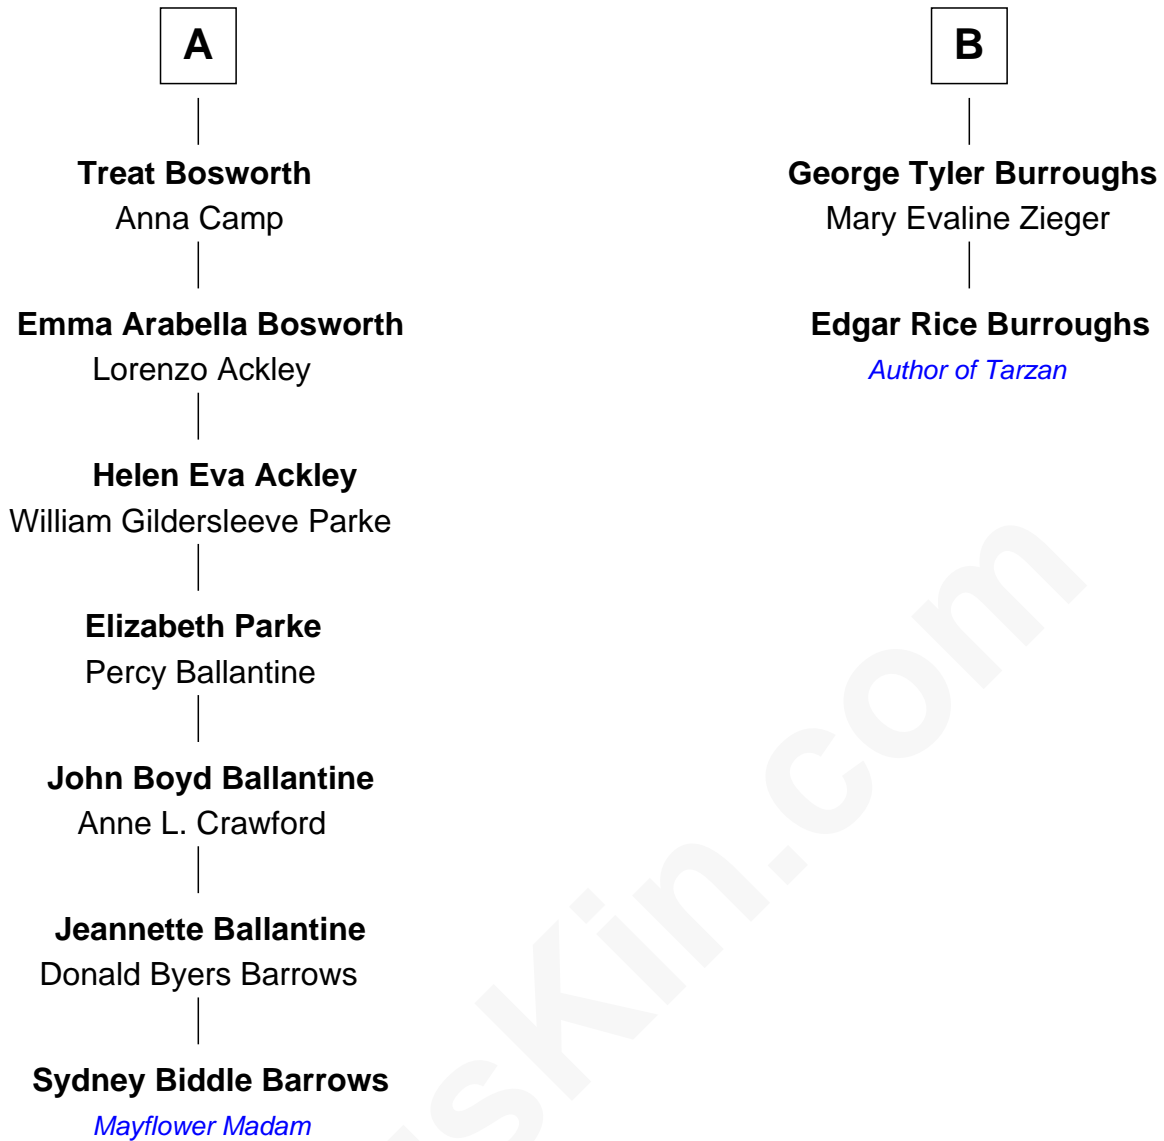 A
Treat Bosworth
Anna Camp
Emma Arabella Bosworth
Lorenzo Ackley
Helen Eva Ackley
William Gildersleeve Parke
Elizabeth Parke
Percy Ballantine
John Boyd Ballantine
Anne L. Crawford
Jeannette Ballantine
Donald Byers Barrows
Sydney Biddle Barrows
Mayflower Madam
B
George Tyler Burroughs
Mary Evaline Zieger
Edgar Rice Burroughs
Author of Tarzan